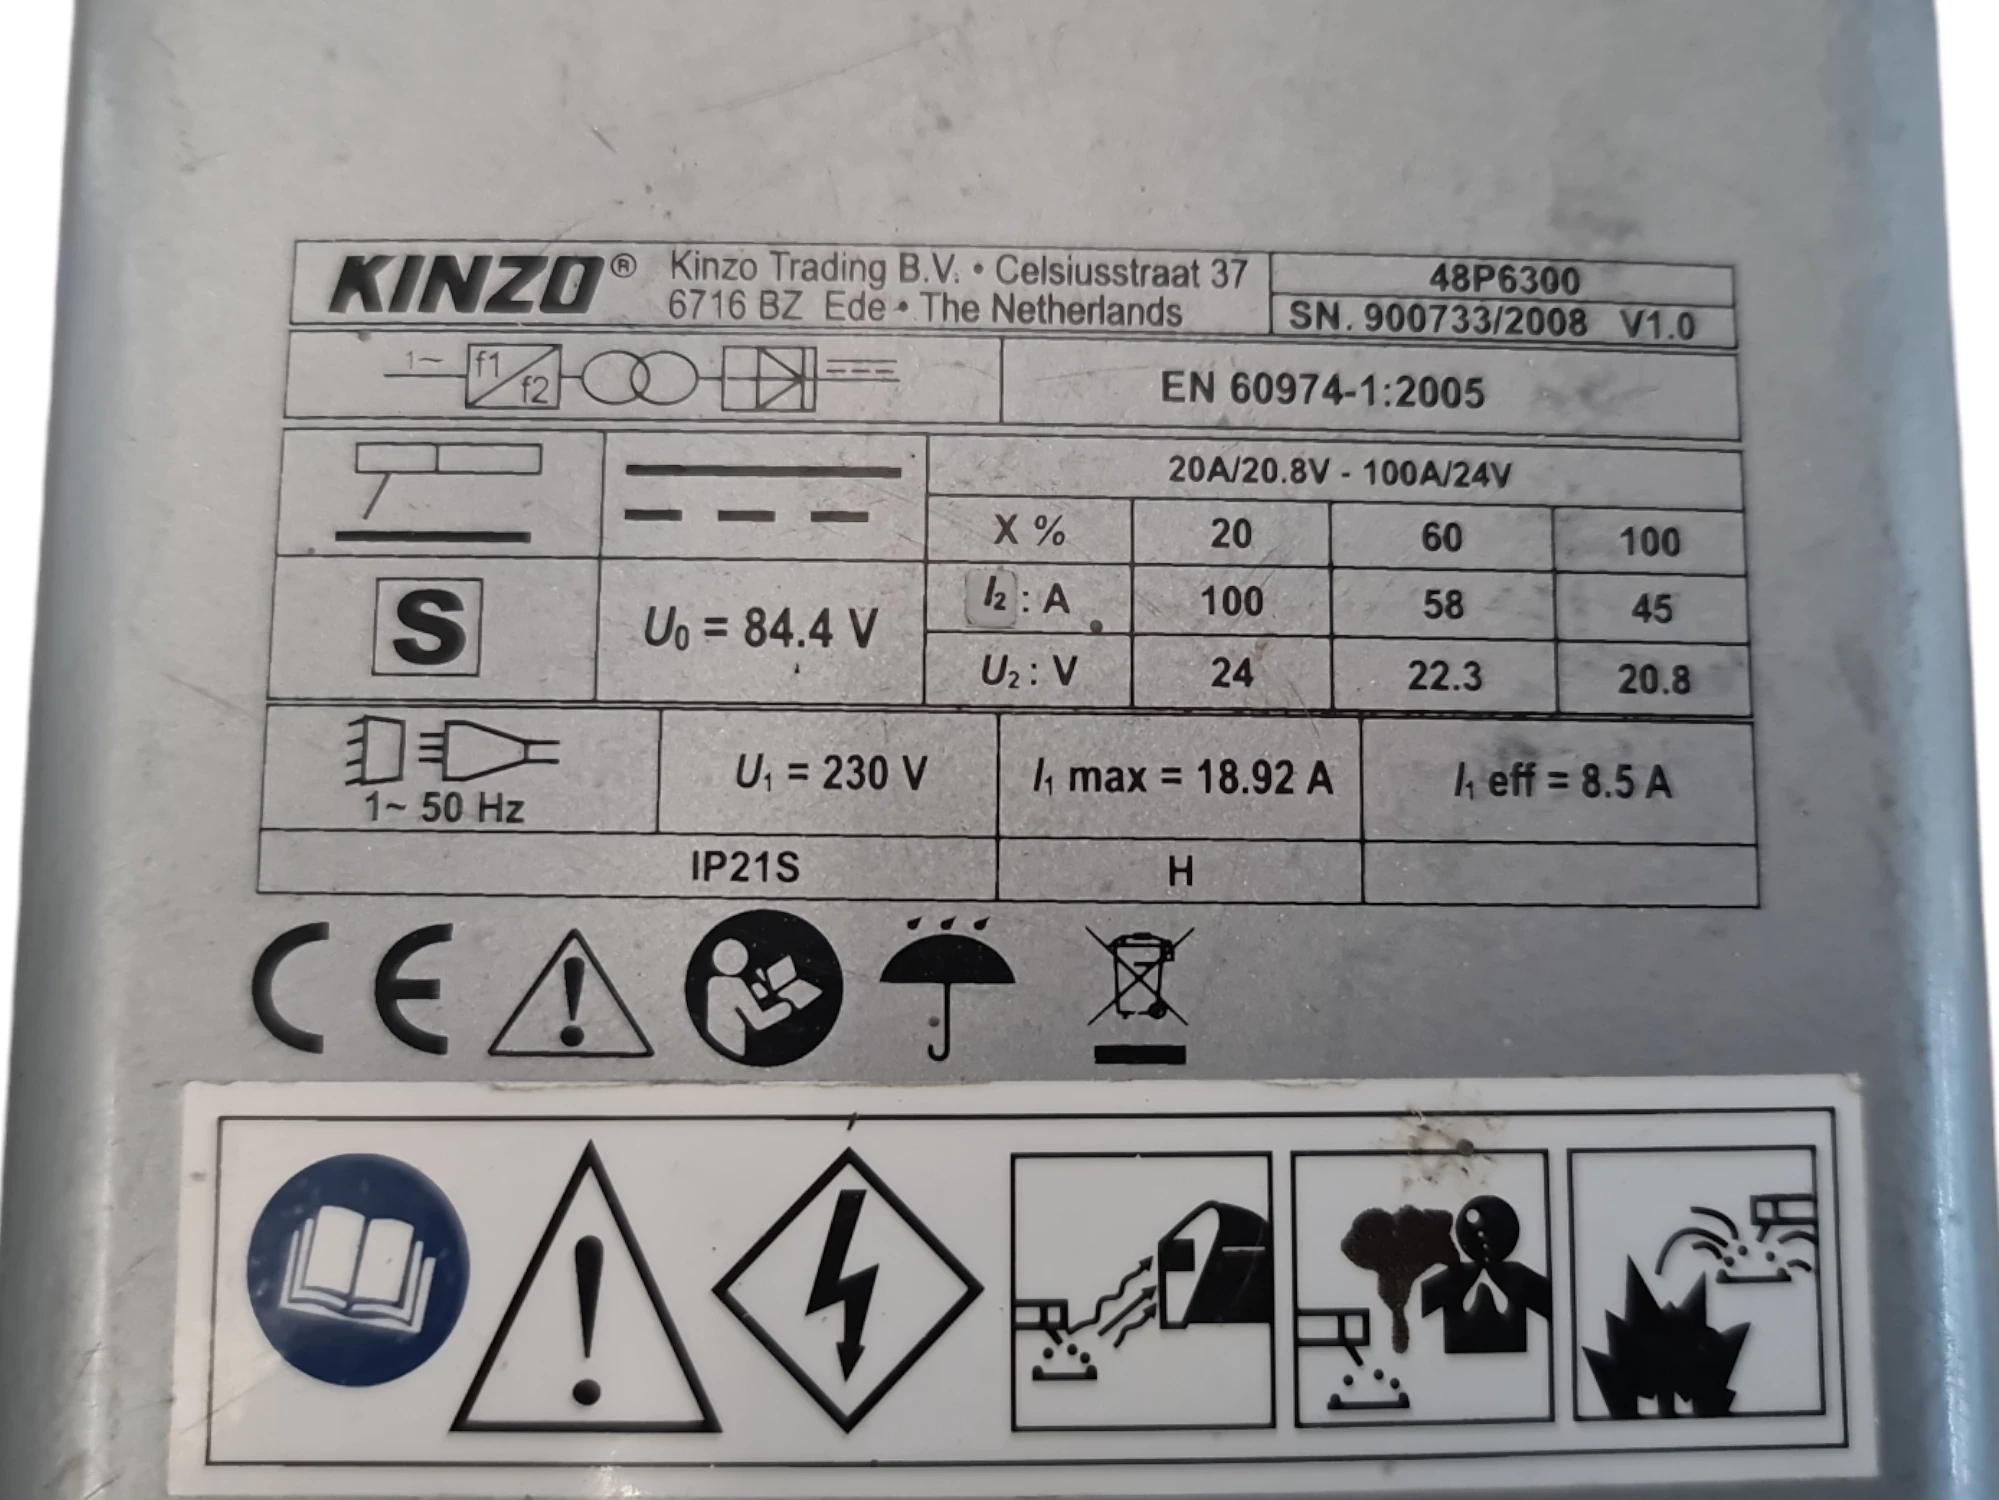 KINZO® Kinzo Trading B.V. • Celsiusstraat 37
6716 BZ Ede • The Netherlands
48P6300
SN. 900733/2008 V1.0
1~ f1 f2
EN 60974-1:2005
20A/20.8V - 100A/24V
X % 20 60 100
S
U0 = 84.4 V
I2 : A 100 58 45
U2 : V 24 22.3 20.8
1~ 50 Hz
U1 = 230 V
I1 max = 18.92 A
I1 eff = 8.5 A
IP21S H
CE